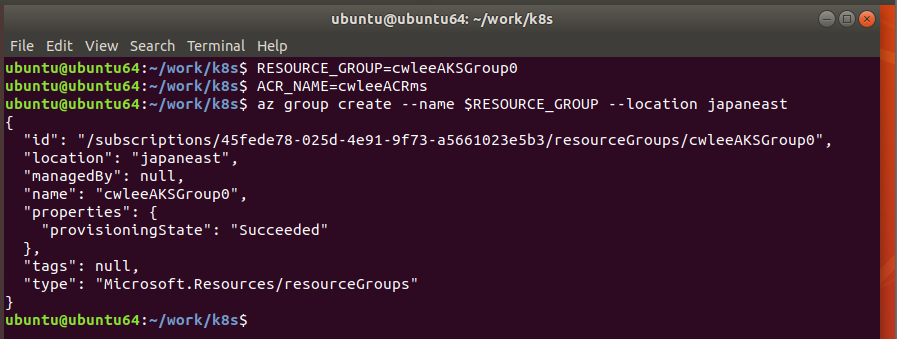 ubuntu@ubuntu64: ~/work/k8s
File Edit View Search Terminal Help
ubuntu@ubuntu64:~/work/k8s$ RESOURCE_GROUP=cwleeAKSGroup0
ubuntu@ubuntu64:~/work/k8s$ ACR_NAME=cwleeACRms
ubuntu@ubuntu64:~/work/k8s$ az group create --name $RESOURCE_GROUP --location japaneast
{
  "id": "/subscriptions/45fede78-025d-4e91-9f73-a5661023e5b3/resourceGroups/cwleeAKSGroup0",
  "location": "japaneast",
  "managedBy": null,
  "name": "cwleeAKSGroup0",
  "properties": {
    "provisioningState": "Succeeded"
  },
  "tags": null,
  "type": "Microsoft.Resources/resourceGroups"
}
ubuntu@ubuntu64:~/work/k8s$